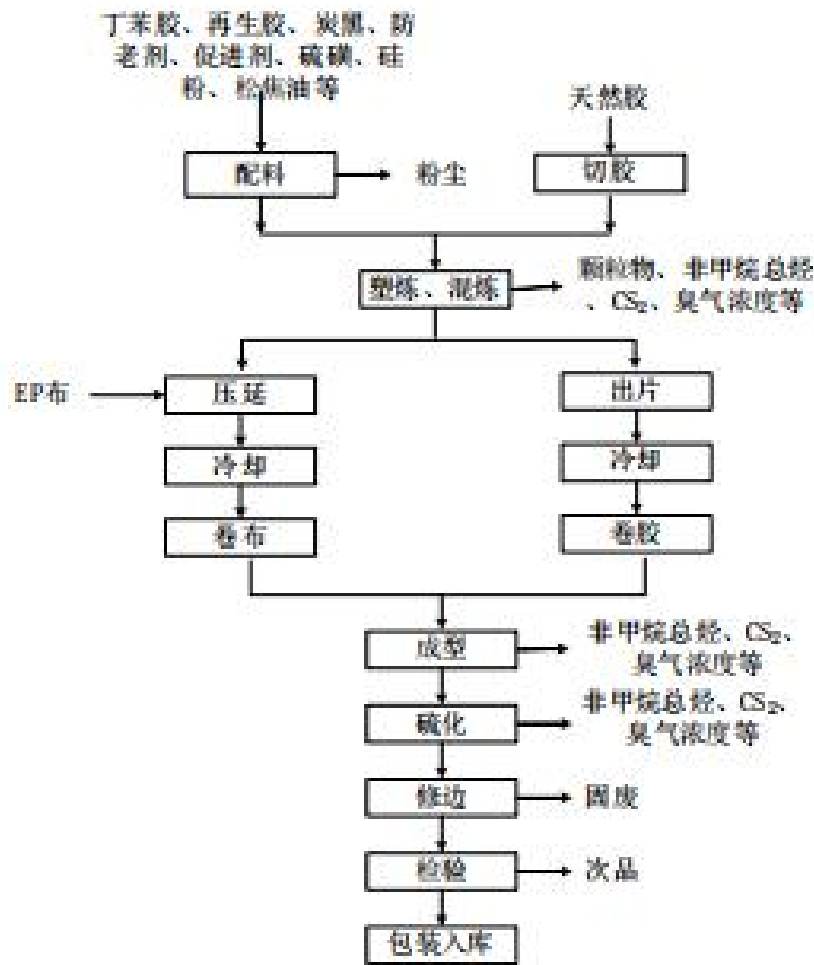 丁苯胶、再生胶、炭黑、防
老剂、促进剂、硫磺、硅
粉、松焦油等
天然胶
配料
粉尘
切胶
塑炼、混炼
颗粒物、非甲烷总烃
、CS₂、臭气浓度等
EP布
压延
出片
冷却
冷却
卷布
卷胶
成型
非甲烷总烃、CS₂、
臭气浓度等
硫化
非甲烷总烃、CS₂、
臭气浓度等
修边
固废
检验
次品
包装入库